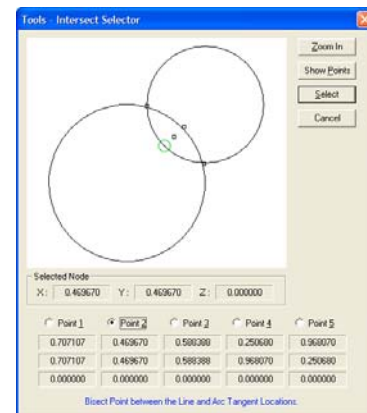 Tools - Intersect Selector
Zoom In
Show Points
Select
Cancel
Selected Node
X: 0.469670 Y: 0.469670 Z: 0.000000
Point 1 Point 2 Point 3 Point 4 Point 5
0.707107 0.469670 0.588388 0.250680 0.968070
0.707107 0.469670 0.588388 0.968070 0.250680
0.000000 0.000000 0.000000 0.000000 0.000000
Bisect Point between the Line and Arc Tangent Locations.